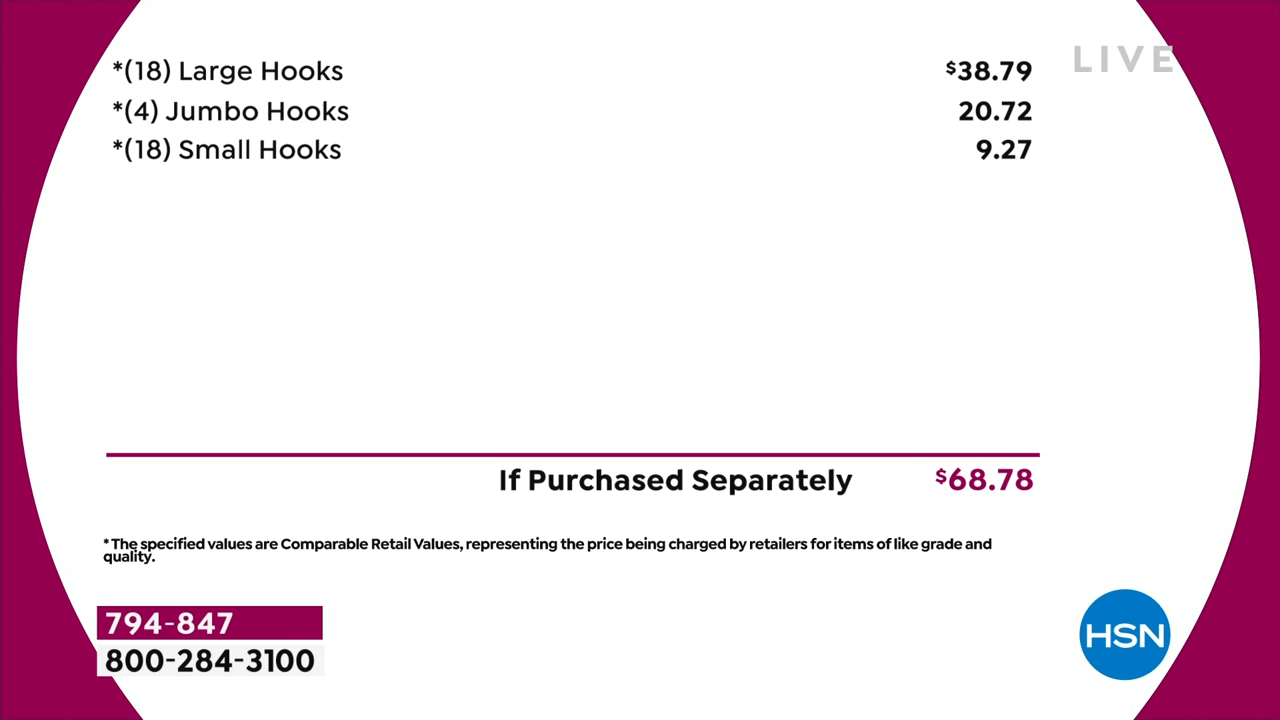 LIVE
*(18) Large Hooks $38.79
*(4) Jumbo Hooks 20.72
*(18) Small Hooks 9.27
If Purchased Separately $68.78
*The specified values are Comparable Retail Values, representing the price being charged by retailers for items of like grade and
quality.
794-847
800-284-3100
HSN